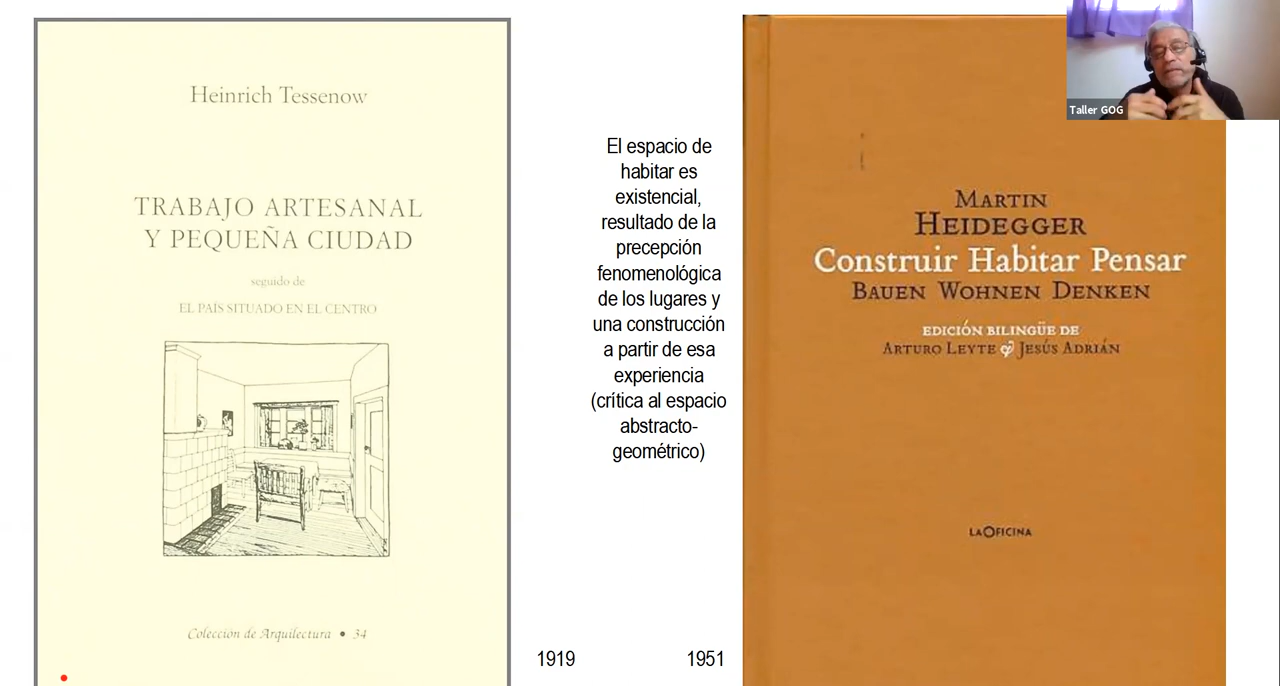 Heinrich Tessenow
TRABAJO ARTESANAL
Y PEQUEÑA CIUDAD
seguido de
EL PAÍS SITUADO EN EL CENTRO
Colección de Arquitectura • 34
El espacio de
habitar es
existencial,
resultado de la
precepción
fenomenológica
de los lugares y
una construcción
a partir de esa
experiencia
(crítica al espacio
abstracto-
geométrico)
1919
1951
MARTIN
HEIDEGGER
Construir Habitar Pensar
BAUEN WOHNEN DENKEN
EDICIÓN BILINGÜE DE
ARTURO LEYTE & JESÚS ADRIÁN
LAOFICINA
Taller GOG